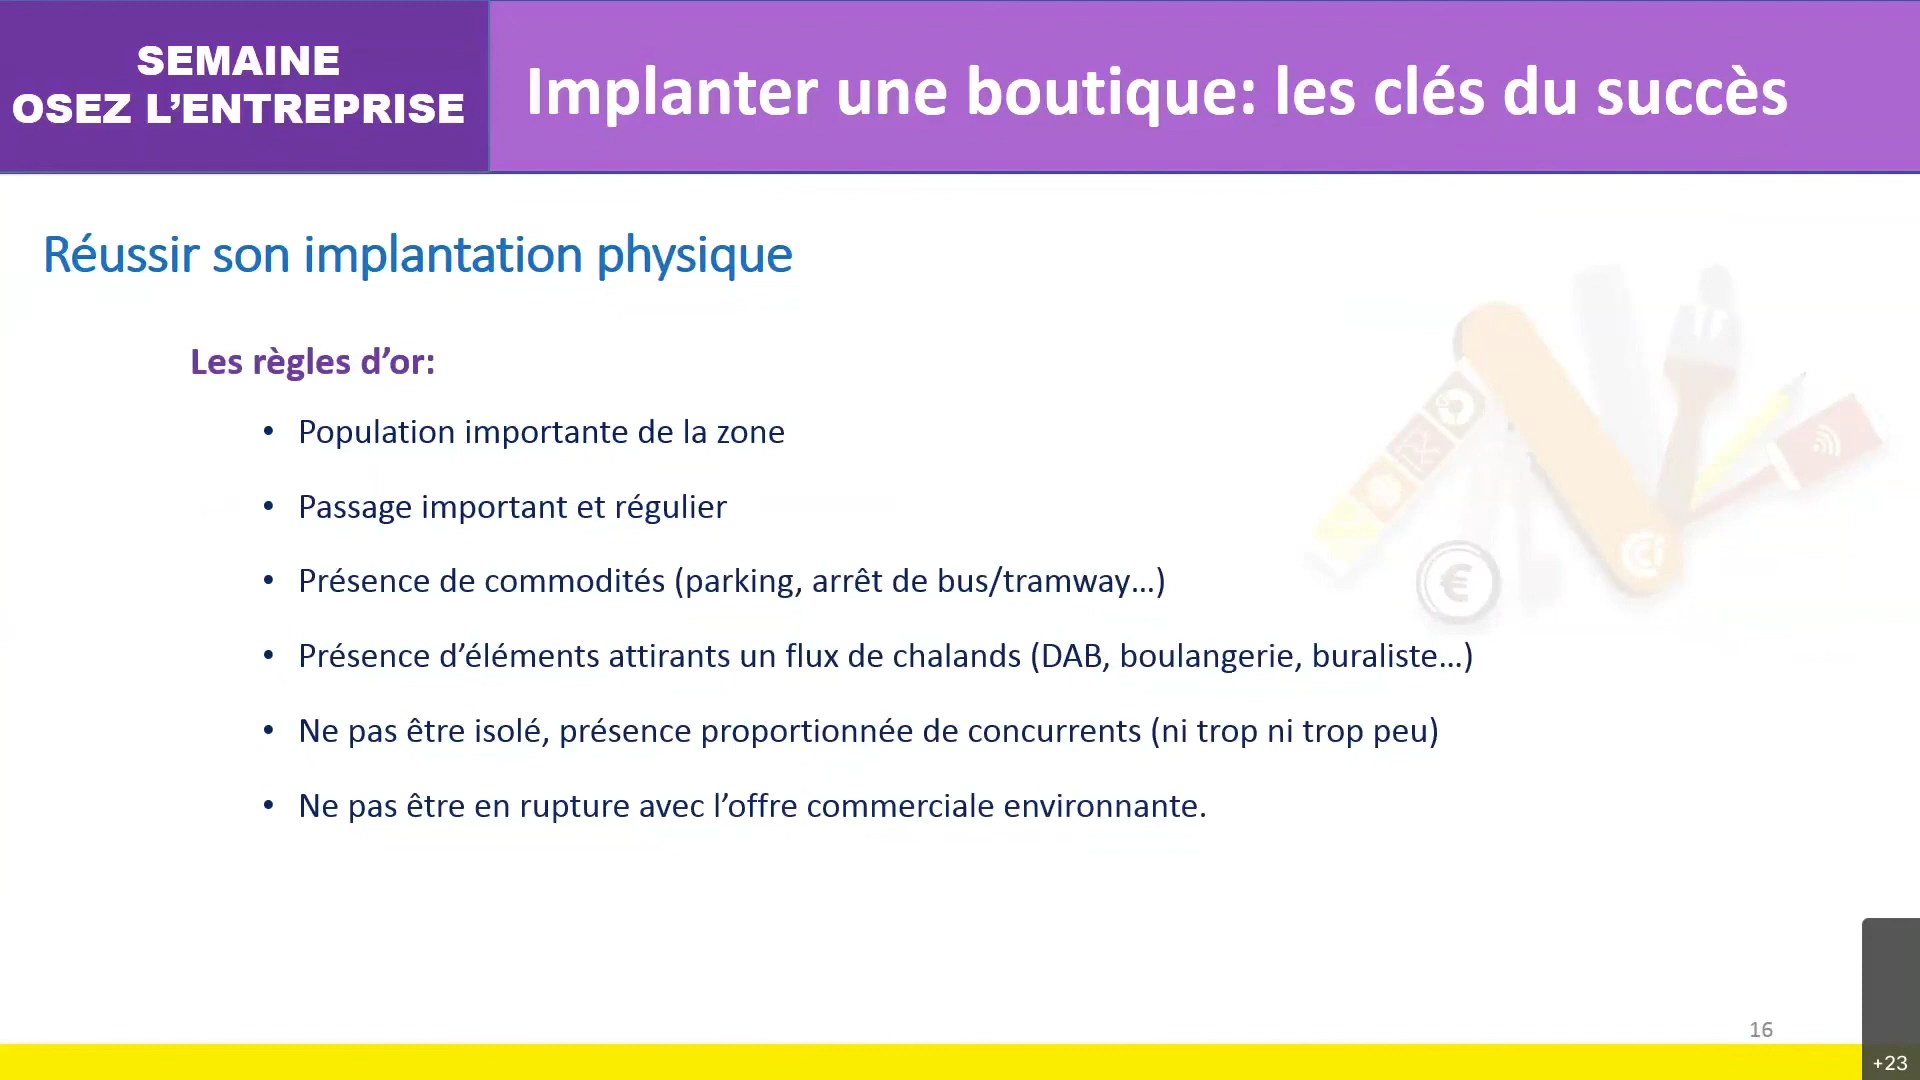 SEMAINE
OSEZ L’ENTREPRISE
Implanter une boutique: les clés du succès
Réussir son implantation physique
Les règles d’or:
• Population importante de la zone
• Passage important et régulier
• Présence de commodités (parking, arrêt de bus/tramway…)
• Présence d’éléments attirants un flux de chalands (DAB, boulangerie, buraliste…)
• Ne pas être isolé, présence proportionnée de concurrents (ni trop ni trop peu)
• Ne pas être en rupture avec l’offre commerciale environnante.
€
CCi
16
+23